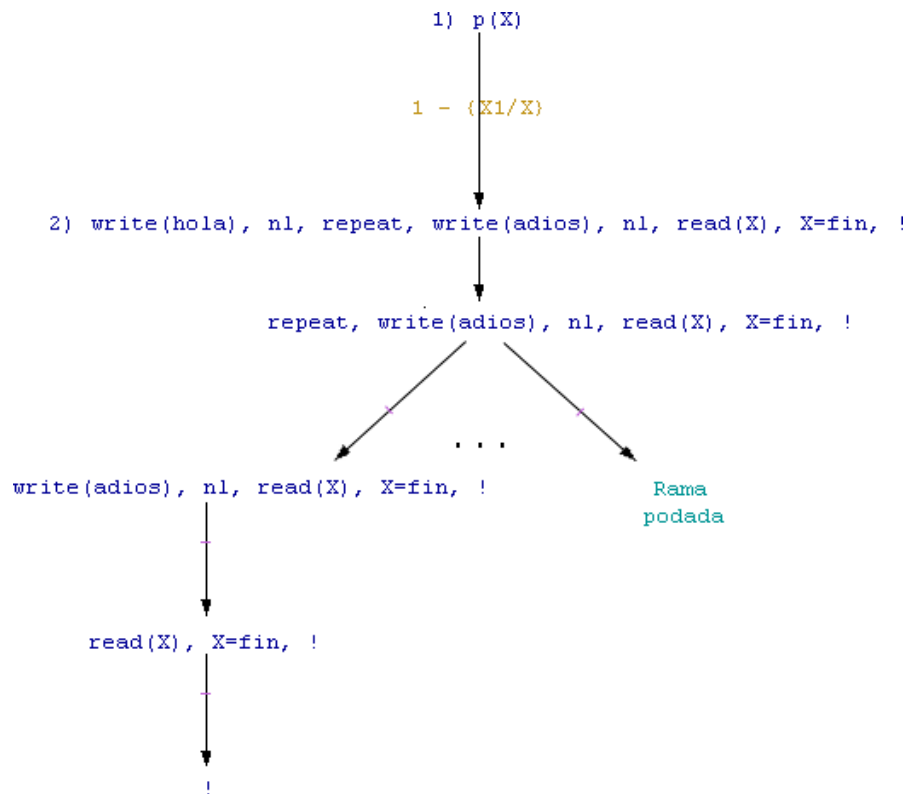 1) p(X)
1 - {X1/X}
2) write(hola), nl, repeat, write(adios), nl, read(X), X=fin, !
repeat, write(adios), nl, read(X), X=fin, !
...
write(adios), nl, read(X), X=fin, !
Rama
podada
read(X), X=fin, !
!